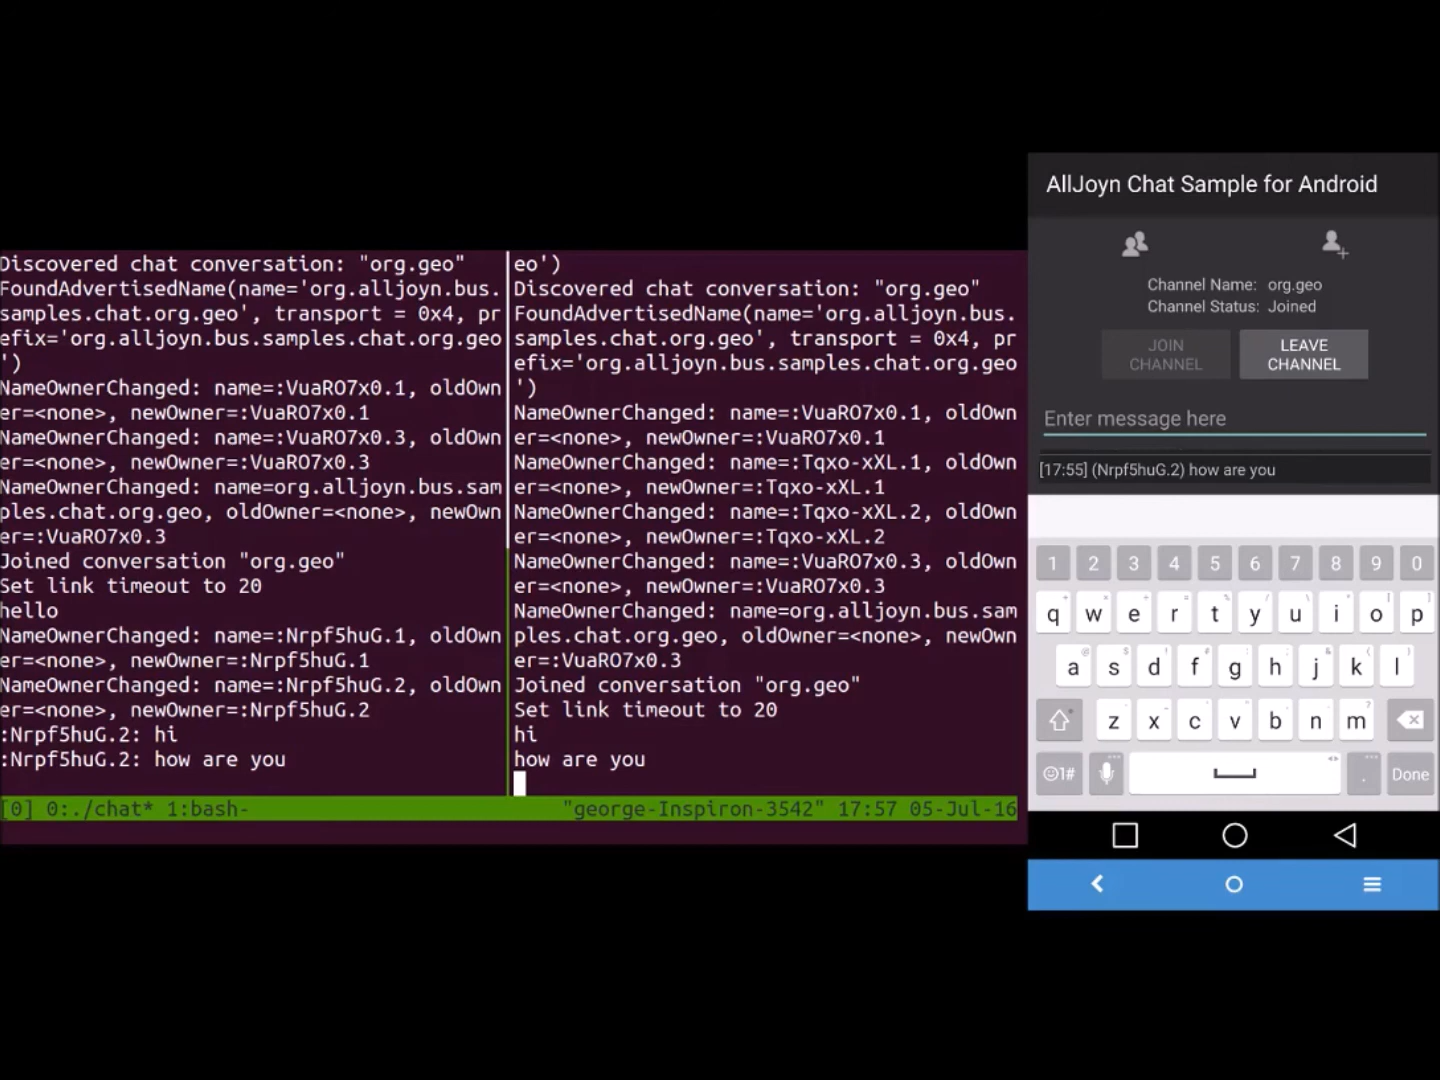 Discovered chat conversation: "org.geo"
FoundAdvertisedName(name='org.alljoyn.bus.
samples.chat.org.geo', transport = 0x4, pr
efix='org.alljoyn.bus.samples.chat.org.geo
')
NameOwnerChanged: name=:VuaRO7x0.1, oldOwn
er=<none>, newOwner=:VuaRO7x0.1
NameOwnerChanged: name=:VuaRO7x0.3, oldOwn
er=<none>, newOwner=:VuaRO7x0.3
NameOwnerChanged: name=org.alljoyn.bus.sam
ples.chat.org.geo, oldOwner=<none>, newOwn
er=:VuaRO7x0.3
Joined conversation "org.geo"
Set link timeout to 20
hello
NameOwnerChanged: name=:Nrpf5huG.1, oldOwn
er=<none>, newOwner=:Nrpf5huG.1
NameOwnerChanged: name=:Nrpf5huG.2, oldOwn
er=<none>, newOwner=:Nrpf5huG.2
:Nrpf5huG.2: hi
:Nrpf5huG.2: how are you
eo')
Discovered chat conversation: "org.geo"
FoundAdvertisedName(name='org.alljoyn.bus.
samples.chat.org.geo', transport = 0x4, pr
efix='org.alljoyn.bus.samples.chat.org.geo
')
NameOwnerChanged: name=:VuaRO7x0.1, oldOwn
er=<none>, newOwner=:VuaRO7x0.1
NameOwnerChanged: name=:Tqxo-xXL.1, oldOwn
er=<none>, newOwner=:Tqxo-xXL.1
NameOwnerChanged: name=:Tqxo-xXL.2, oldOwn
er=<none>, newOwner=:Tqxo-xXL.2
NameOwnerChanged: name=:VuaRO7x0.3, oldOwn
er=<none>, newOwner=:VuaRO7x0.3
NameOwnerChanged: name=org.alljoyn.bus.sam
ples.chat.org.geo, oldOwner=<none>, newOwn
er=:VuaRO7x0.3
Joined conversation "org.geo"
Set link timeout to 20
hi
how are you
[0] 0:./chat* 1:bash- "george-Inspiron-3542" 17:57 05-Jul-16
AllJoyn Chat Sample for Android
Channel Name: org.geo
Channel Status: Joined
JOIN
CHANNEL
LEAVE
CHANNEL
Enter message here
[17:55] (Nrpf5huG.2) how are you
1 2 3 4 5 6 7 8 9 0
q w e r t y u i o p
a s d f g h j k l
z x c v b n m
☺1# . Done